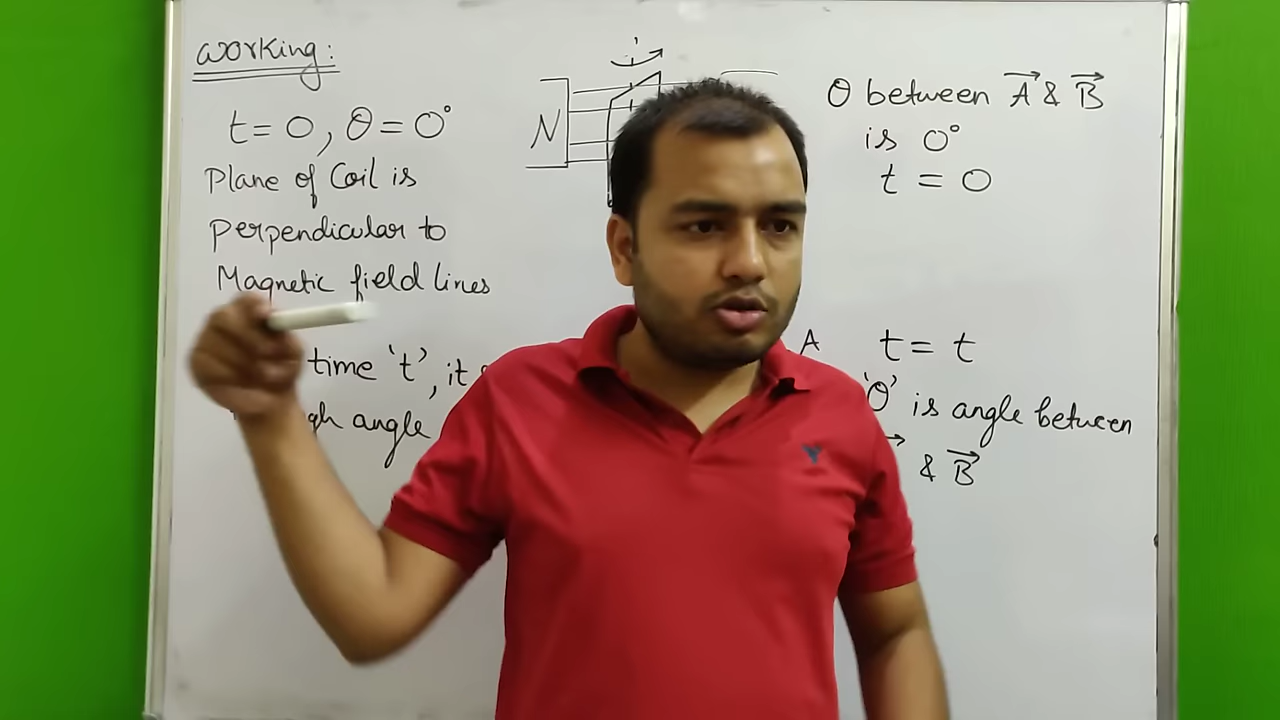 Working:
t = 0, θ = 0°
Plane of Coil is
Perpendicular to
Magnetic field lines
time 't', it
angle
N
θ between A⃗ & B⃗
is 0°
t = 0
A
t = t
'θ' is angle between
& B⃗